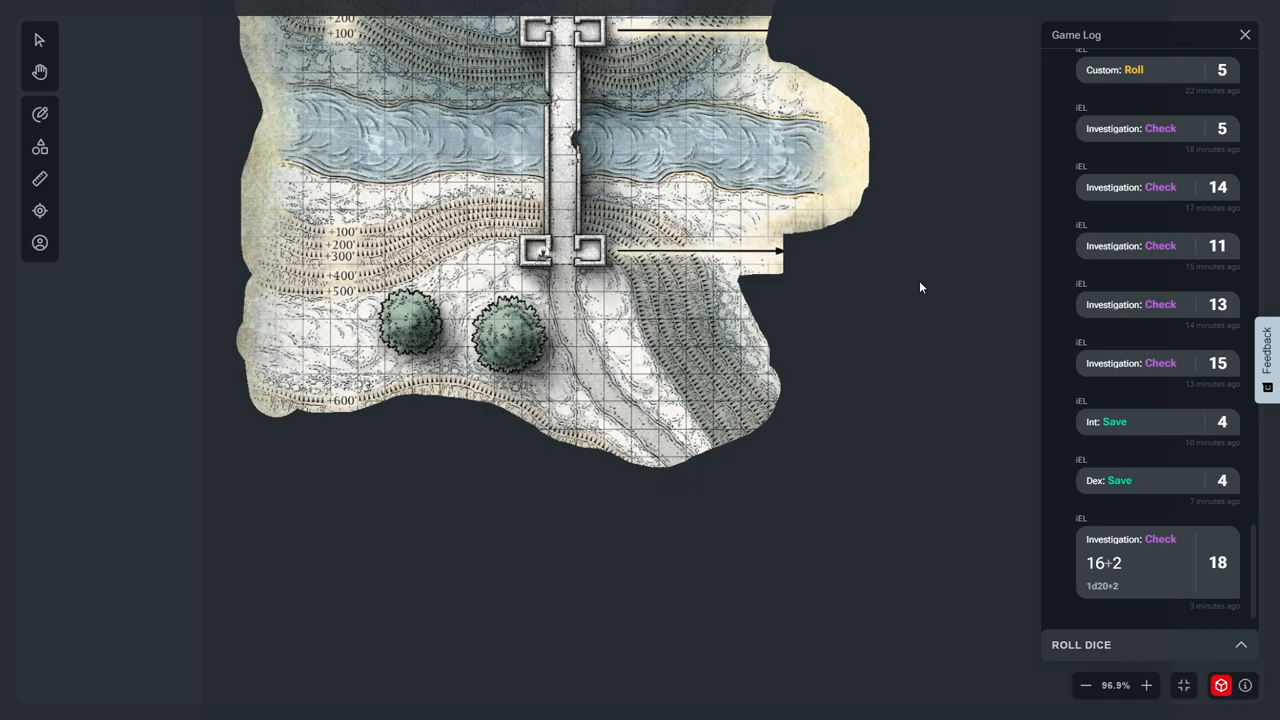 +200'
+100'
+100'
+200'
+300'
+400'
+500'
+600'
Game Log
iEL
Custom: Roll 5
22 minutes ago
iEL
Investigation: Check 5
18 minutes ago
iEL
Investigation: Check 14
17 minutes ago
iEL
Investigation: Check 11
15 minutes ago
iEL
Investigation: Check 13
14 minutes ago
iEL
Investigation: Check 15
13 minutes ago
iEL
Int: Save 4
10 minutes ago
iEL
Dex: Save 4
7 minutes ago
iEL
Investigation: Check
16+2 18
1d20+2
3 minutes ago
ROLL DICE
96.9%
Feedback